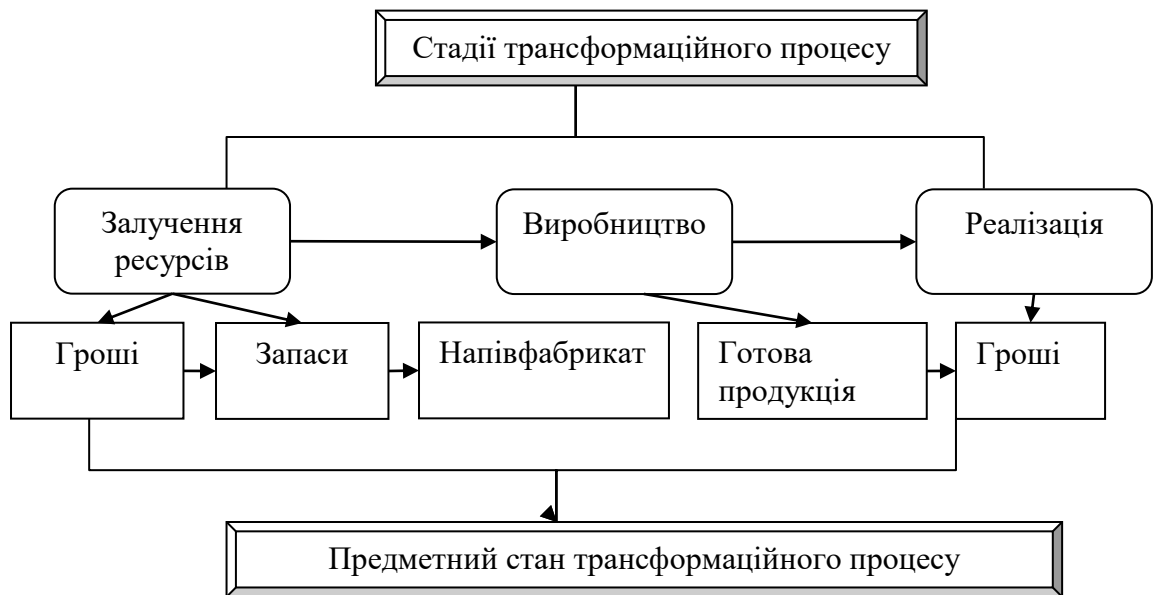 Стадії трансформаційного процесу
Залучення
ресурсів
Виробництво
Реалізація
Гроші
Запаси
Напівфабрикат
Готова
продукція
Гроші
Предметний стан трансформаційного процесу